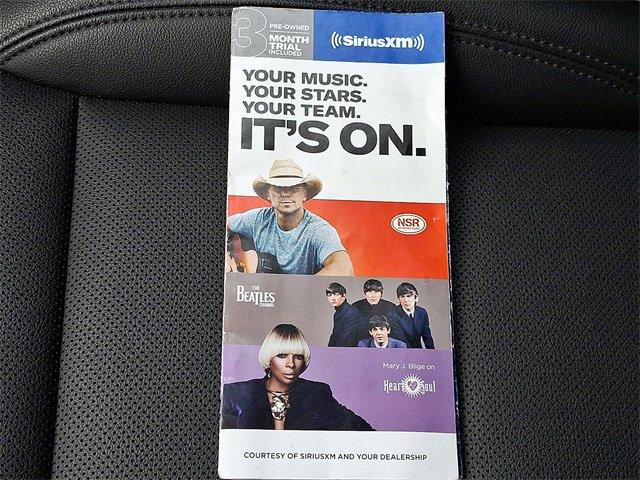 3 PRE-OWNED
MONTH
TRIAL
INCLUDED
((SiriusXM))
YOUR MUSIC.
YOUR STARS.
YOUR TEAM.
IT'S ON.
NSR
THE
BEATLES
CHANNEL
Mary J. Blige on
Heart & Soul
COURTESY OF SIRIUSXM AND YOUR DEALERSHIP